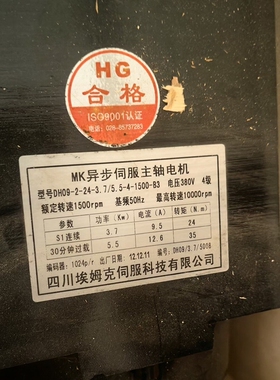 HG
合格
ISO9001认证
电话:028-85737263
MK异步伺服主轴电机
型号DH09-2-24-3.7/5.5-4-1500-B3 电压380V 4级
额定转速1500rpm 基频50Hz 最高转速10000rpm
参数 功率(Kw) 电流(A) 转矩(N.m)
S1连续 3.7 9.5 24
30分钟过载 5.5 12.6 35
编码器:1024p/r 出厂日期:12.12.11 编号:DH09/3/5016
四川埃姆克伺服科技有限公司